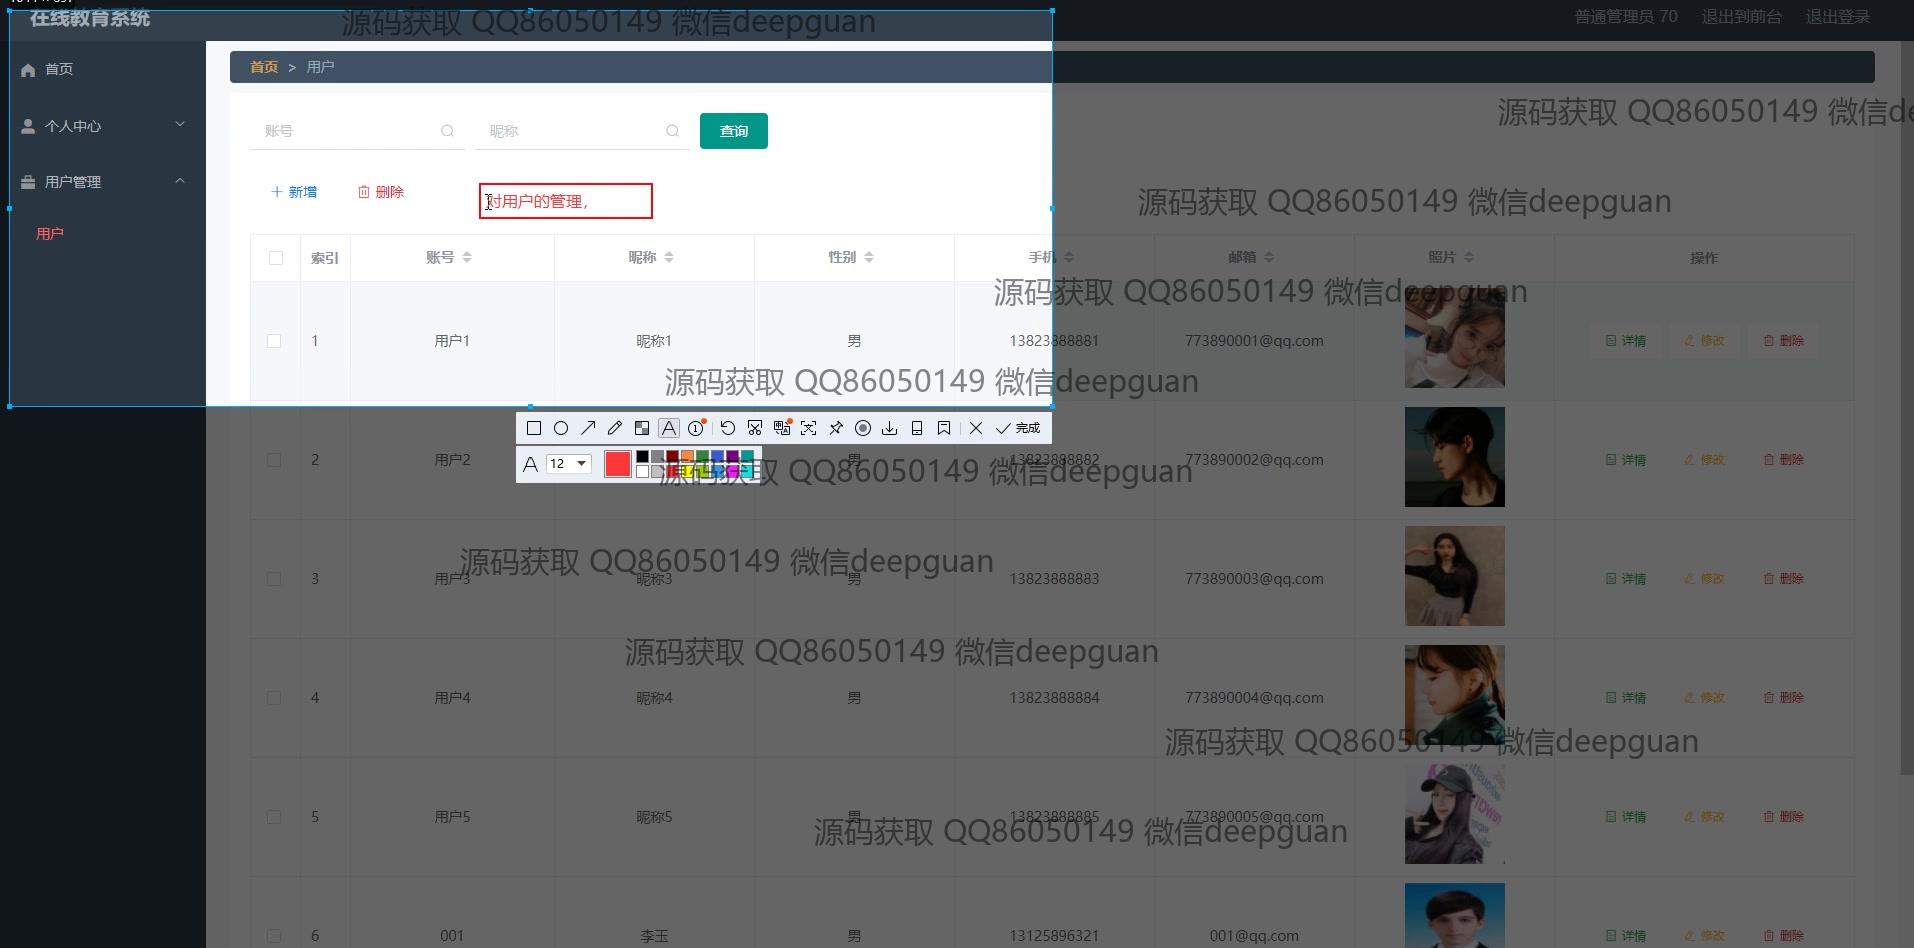 在线教育系统
普通管理员 70 退出到前台 退出登录
源码获取 QQ86050149 微信deepguan
首页
个人中心
用户管理
用户
首页 > 用户
账号 昵称 查询
源码获取 QQ86050149 微信de
新增 删除 对用户的管理,
源码获取 QQ86050149 微信deepguan
索引 账号 昵称 性别 手机 邮箱 照片 操作
源码获取 QQ86050149 微信deepguan
1 用户1 昵称1 男 13823888881 773890001@qq.com 详情 修改 删除
源码获取 QQ86050149 微信deepguan
完成
12
2 用户2 男 13823888882 773890002@qq.com 详情 修改 删除
源码获取 QQ86050149 微信deepguan
源码获取 QQ86050149 微信deepguan
3 用户3 昵称3 男 13823888883 773890003@qq.com 详情 修改 删除
源码获取 QQ86050149 微信deepguan
4 用户4 昵称4 男 13823888884 773890004@qq.com 详情 修改 删除
源码获取 QQ86050149 微信deepguan
5 用户5 昵称5 男 13823888885 773890005@qq.com 详情 修改 删除
源码获取 QQ86050149 微信deepguan
6 001 李玉 男 13125896321 001@qq.com 详情 修改 删除